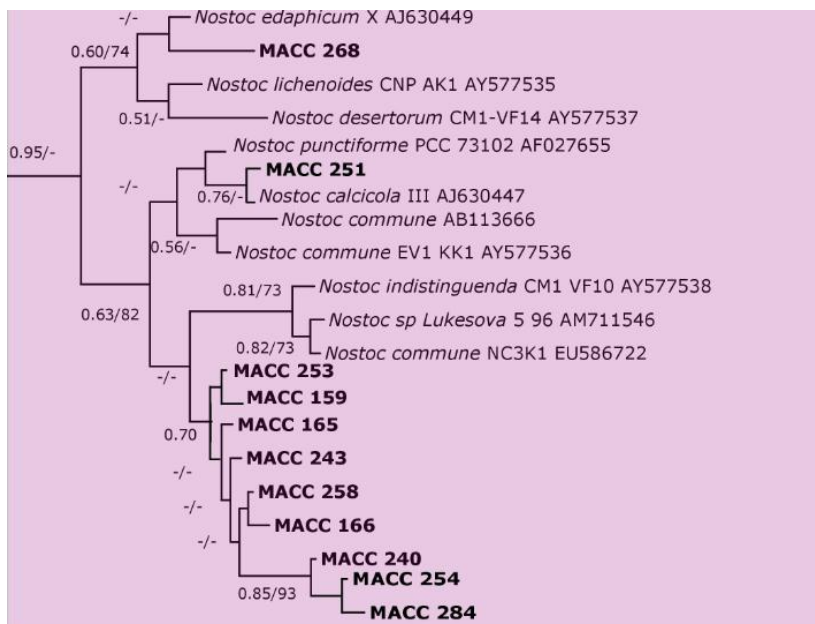 -/-
Nostoc edaphicum X AJ630449
0.60/74
MACC 268
Nostoc lichenoides CNP AK1 AY577535
0.51/-
Nostoc desertorum CM1-VF14 AY577537
0.95/-
Nostoc punctiforme PCC 73102 AF027655
MACC 251
-/-
0.76/-
Nostoc calcicola III AJ630447
Nostoc commune AB113666
0.56/-
Nostoc commune EV1 KK1 AY577536
0.81/73
Nostoc indistinguenda CM1 VF10 AY577538
0.63/82
Nostoc sp Lukesova 5 96 AM711546
0.82/73
Nostoc commune NC3K1 EU586722
-/-
MACC 253
MACC 159
0.70
MACC 165
-/-
MACC 243
MACC 258
-/-
MACC 166
-/-
MACC 240
MACC 254
0.85/93
MACC 284